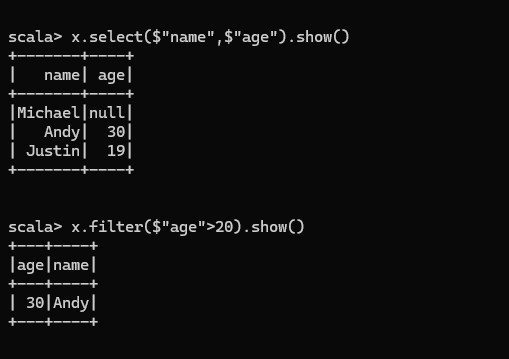 scala> x.select($"name",$"age").show()
+-------+----+
|   name| age|
+-------+----+
|Michael|null|
|   Andy|  30|
| Justin|  19|
+-------+----+
scala> x.filter($"age">20).show()
+---+----+
|age|name|
+---+----+
| 30|Andy|
+---+----+